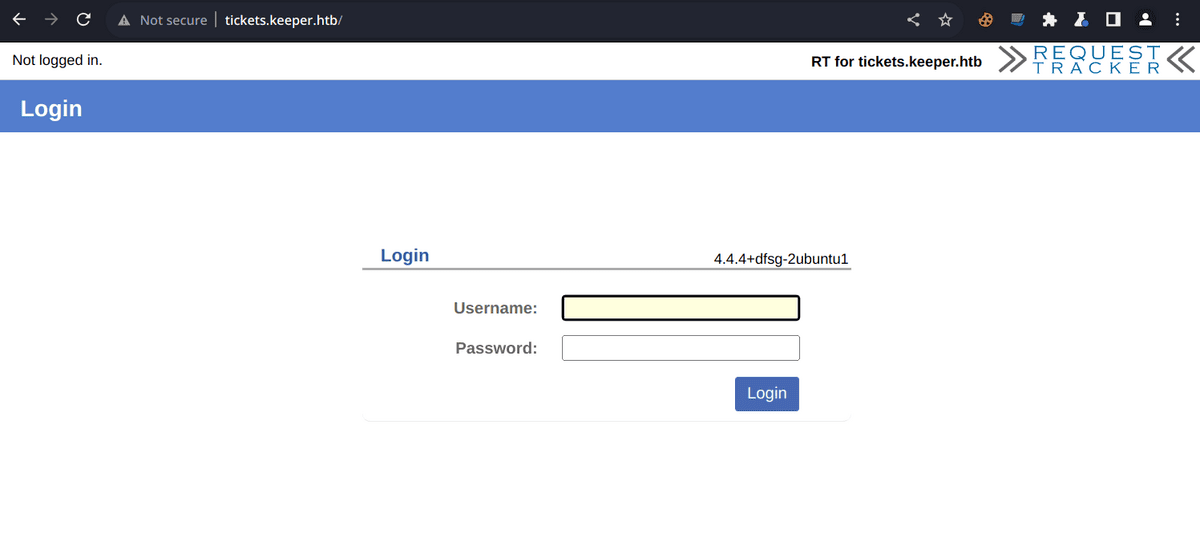 Not secure tickets.keeper.htb/
Not logged in.
RT for tickets.keeper.htb
REQUEST
TRACKER
Login
Login
4.4.4+dfsg-2ubuntu1
Username:
Password:
Login